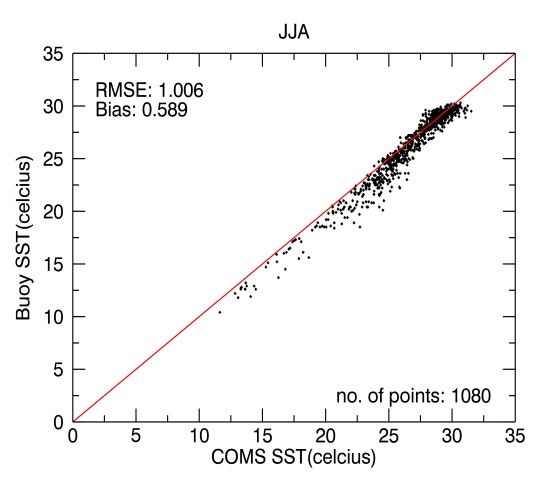 JJA
35
RMSE: 1.006
Bias: 0.589
30
25
20
15
10
5
0
Buoy SST(celcius)
no. of points: 1080
0 5 10 15 20 25 30 35
COMS SST(celcius)